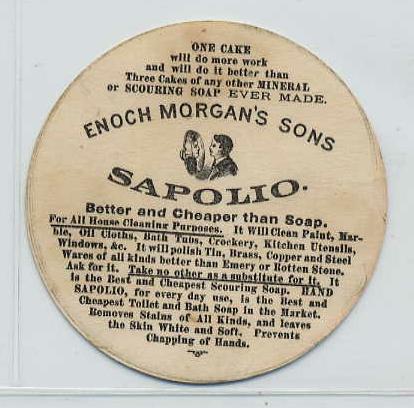 ONE CAKE
will do more work
and will do it better than
Three Cakes of any other MINERAL
or SCOURING SOAP EVER MADE.
ENOCH MORGAN'S SONS
SAPOLIO.
Better and Cheaper than Soap.
For All House Cleaning Purposes. It Will Clean Paint, Mar-
ble, Oil Cloths, Bath Tubs, Crockery, Kitchen Utensils,
Windows, &c. It will polish Tin, Brass, Copper and Steel
Wares of all kinds better than Emery or Rotten Stone.
Ask for it. Take no other as a substitute for it. It
is the Best and Cheapest Scouring Soap. HAND
SAPOLIO, for every day use, is the Best and
Cheapest Toilet and Bath Soap in the Market.
Removes Stains of All Kinds, and leaves
the Skin White and Soft. Prevents
Chapping of Hands.